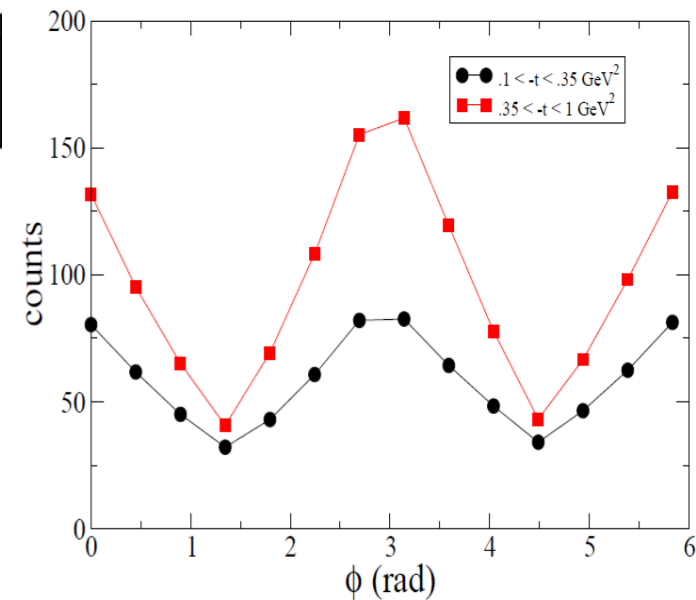 200
150
100
50
0
counts
.1 < -t < .35 GeV²
.35 < -t < 1 GeV²
0 1 2 3 4 5 6
ϕ (rad)